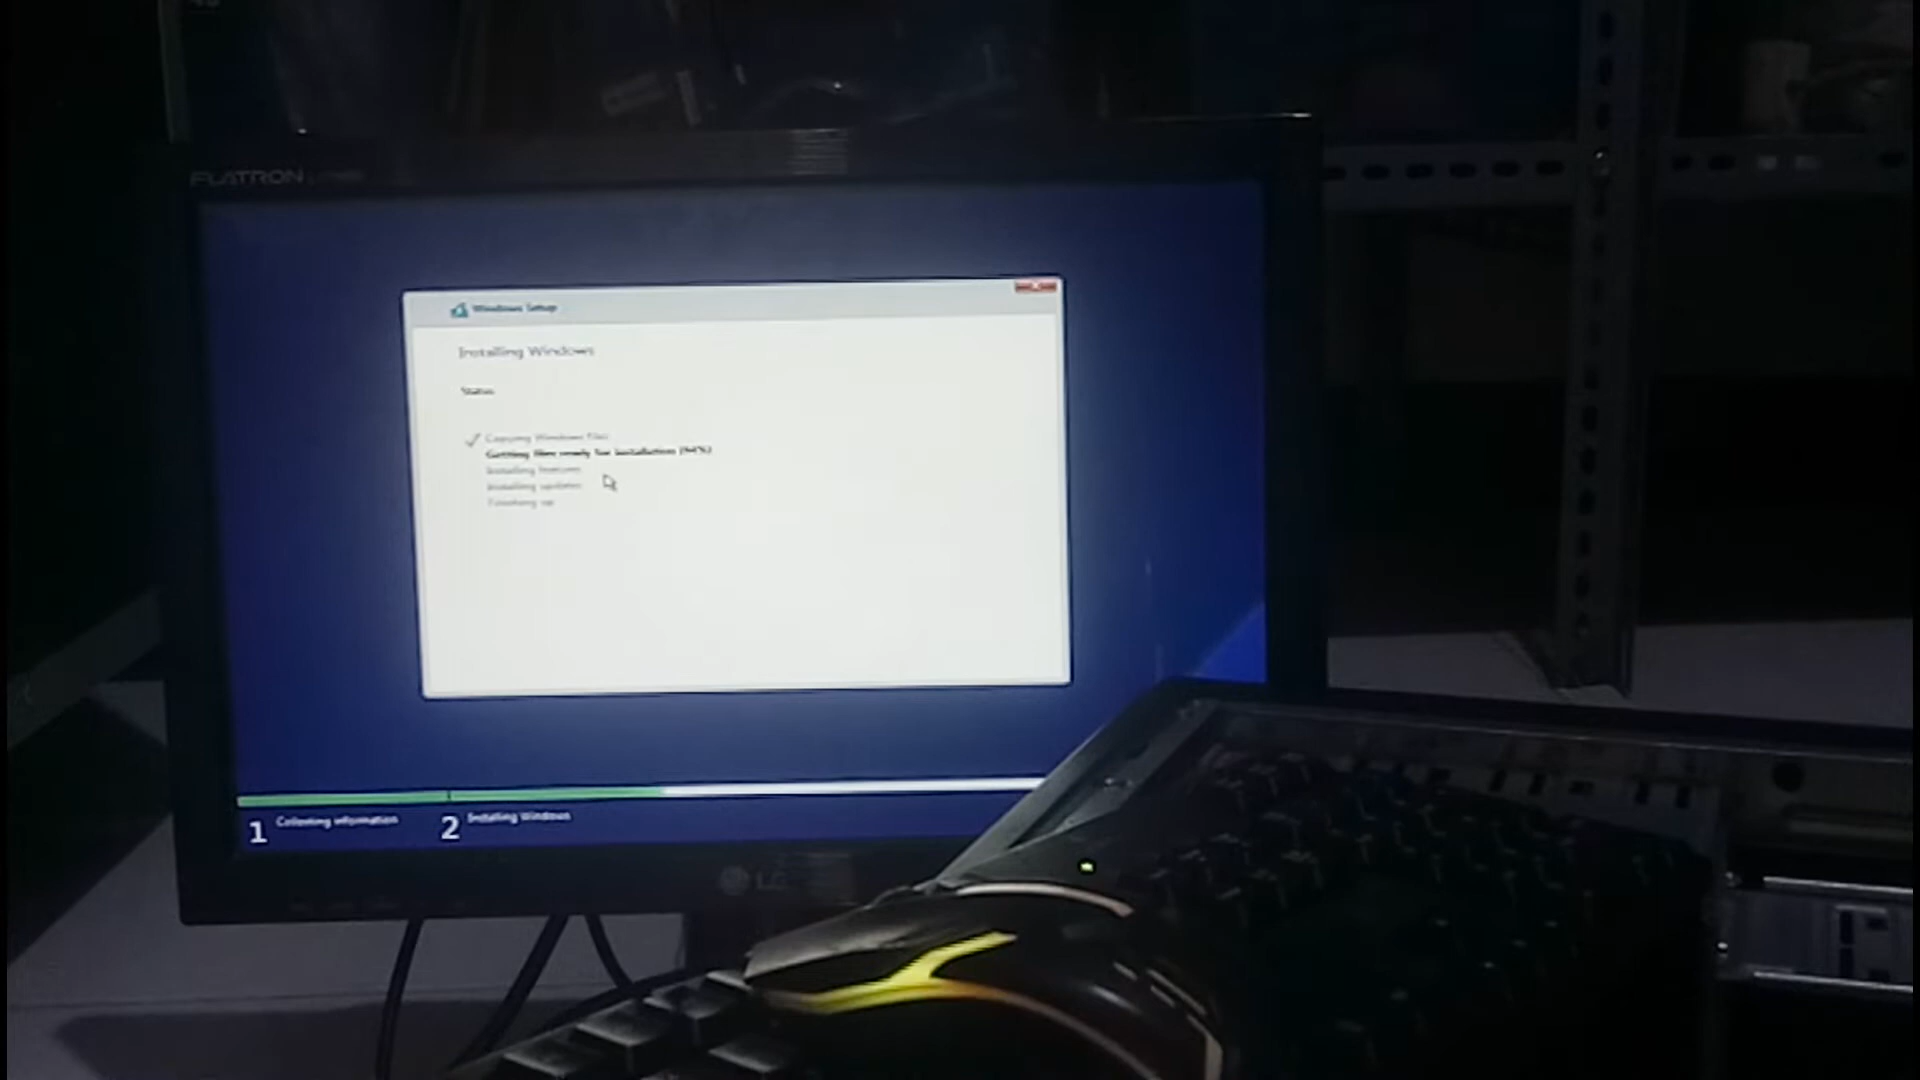 FLATRON
Windows Setup
Installing Windows
Status
Copying Windows files
Getting files ready for installation (94%)
Installing features
Installing updates
Finishing up
1 Collecting information
2 Installing Windows
LG